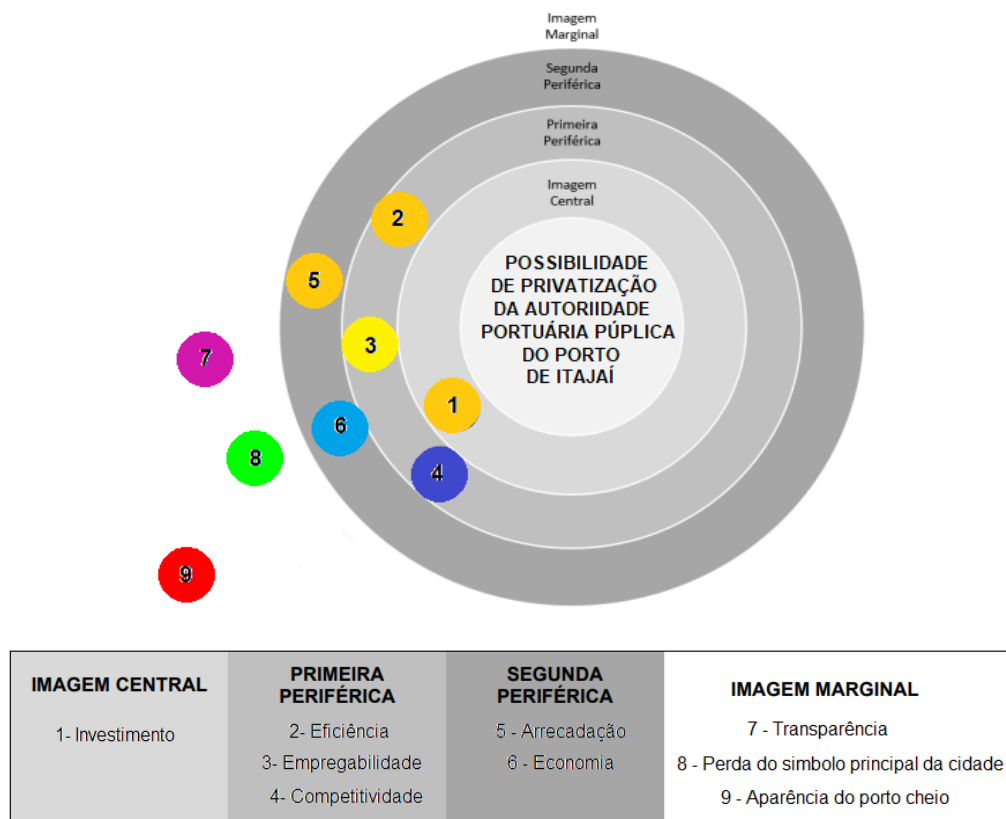 Imagem
Marginal
Segunda
Periférica
Primeira
Periférica
Imagem
Central
POSSIBILIDADE
DE PRIVATIZAÇÃO
DA AUTORIIDADE
PORTUÁRIA PÚPLICA
DO PORTO
DE ITAJAÍ
2
5
3
7
1
6
8
4
9
IMAGEM CENTRAL
1- Investimento
PRIMEIRA
PERIFÉRICA
2- Eficiência
3- Empregabilidade
4- Competitividade
SEGUNDA
PERIFÉRICA
5 - Arrecadação
6 - Economia
IMAGEM MARGINAL
7 - Transparência
8 - Perda do simbolo principal da cidade
9 - Aparência do porto cheio